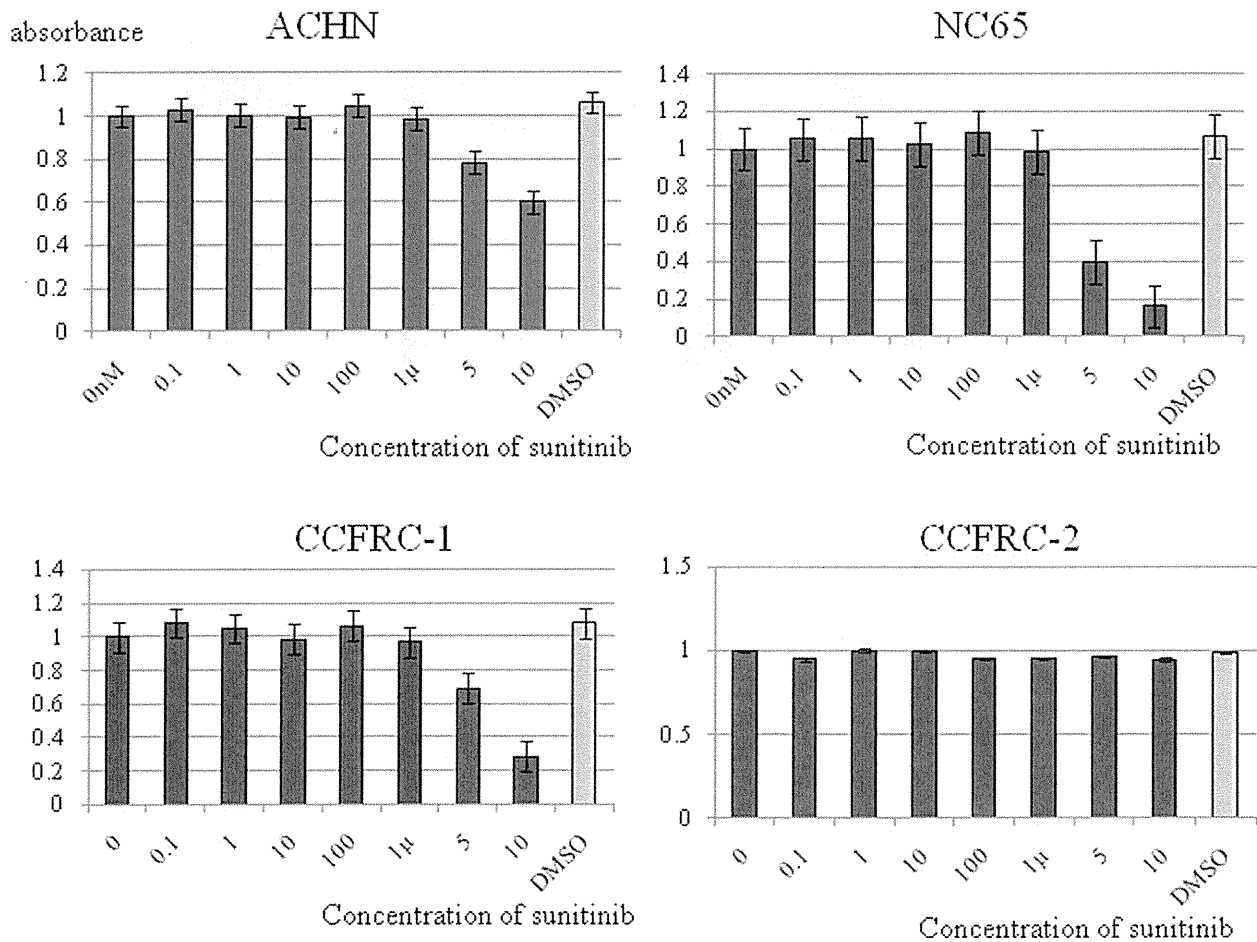 absorbance
ACHN
1.2
1
0.8
0.6
0.4
0.2
0
0nM 0.1 1 10 100 1μ 5 10 DMSO
Concentration of sunitinib
NC65
1.4
1.2
1
0.8
0.6
0.4
0.2
0
0nM 0.1 1 10 100 1μ 5 10 DMSO
Concentration of sunitinib
CCFRC-1
1.4
1.2
1
0.8
0.6
0.4
0.2
0
0 0.1 1 10 100 1μ 5 10 DMSO
Concentration of sunitinib
CCFRC-2
1.5
1
0.5
0
0 0.1 1 10 100 1μ 5 10 DMSO
Concentration of sunitinib